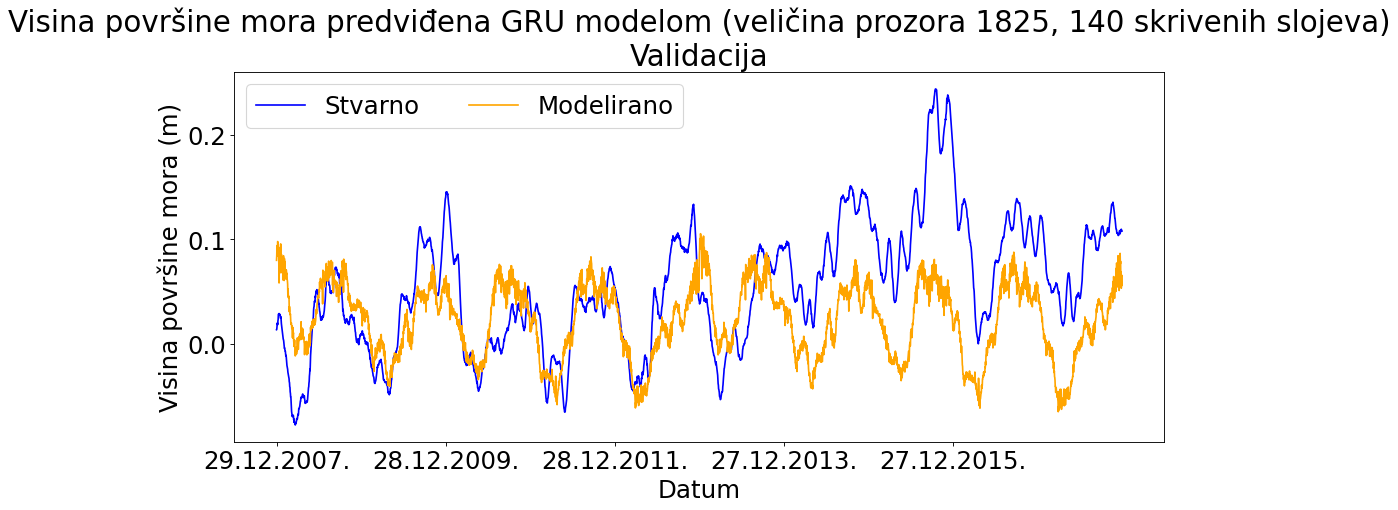 Visina površine mora predviđena GRU modelom (veličina prozora 1825, 140 skrivenih slojeva)
Validacija
Stvarno
Modelirano
Visina površine mora (m)
0.2
0.1
0.0
29.12.2007.
28.12.2009.
28.12.2011.
27.12.2013.
27.12.2015.
Datum